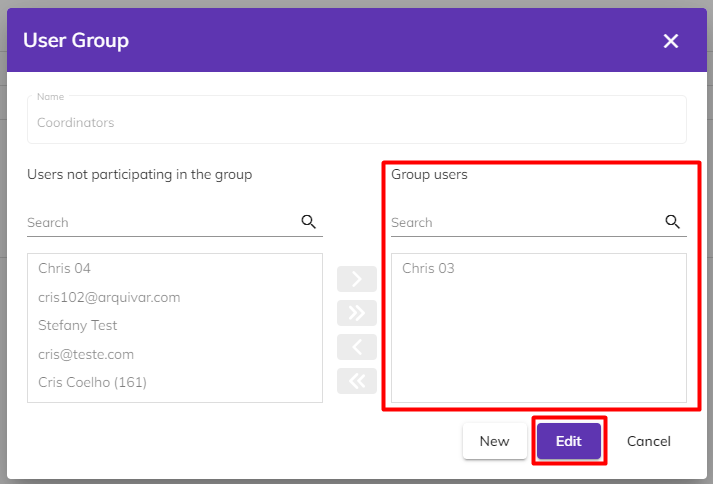 User Group
Name
Coordinators
Users not participating in the group
Group users
Search
Search
Chris 04
cris102@arquivar.com
Stefany Test
cris@teste.com
Cris Coelho (161)
Chris 03
New
Edit
Cancel